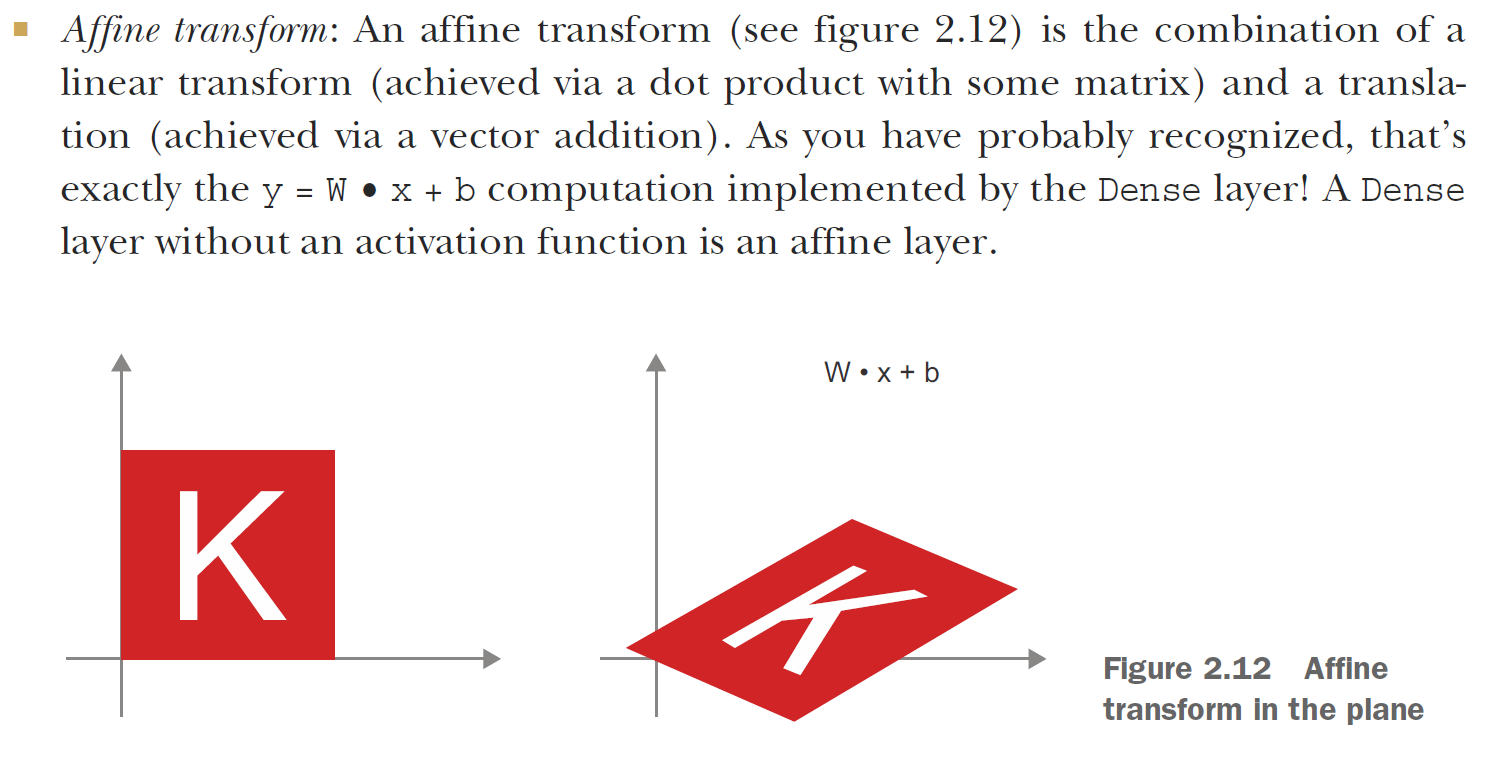 Affine transform: An affine transform (see figure 2.12) is the combination of a
linear transform (achieved via a dot product with some matrix) and a transla-
tion (achieved via a vector addition). As you have probably recognized, that’s
exactly the y = W • x + b computation implemented by the Dense layer! A Dense
layer without an activation function is an affine layer.
W • x + b
K
K
Figure 2.12 Affine
transform in the plane